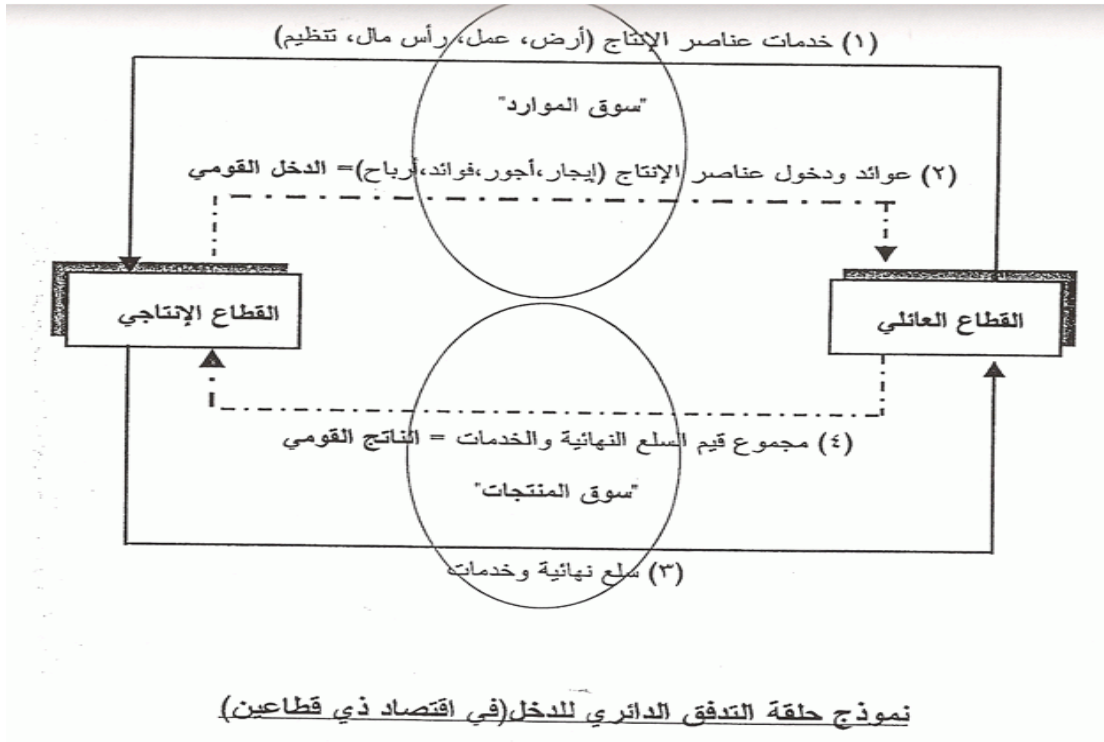 (١) خدمات عناصر الإنتاج (أرض، عمل، رأس مال، تنظيم)
"سوق الموارد"
(٢) عوائد ودخول عناصر الإنتاج (إيجار،أجور،فوائد،أرباح)= الدخل القومي
القطاع العائلي
القطاع الإنتاجي
(٤) مجموع قيم السلع النهائية والخدمات = الناتج القومي
"سوق المنتجات"
(٣) سلع نهائية وخدمات
نموذج حلقة التدفق الدائري للدخل(في اقتصاد ذي قطاعين)